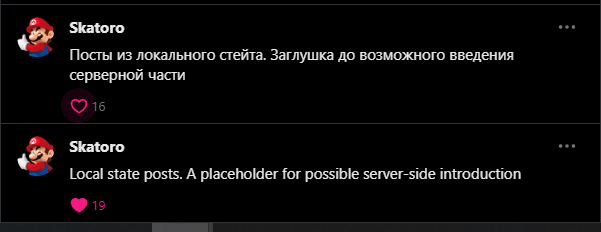 Skatoro
Посты из локального стейта. Заглушка до возможного введения
серверной части
16
Skatoro
Local state posts. A placeholder for possible server-side introduction
19